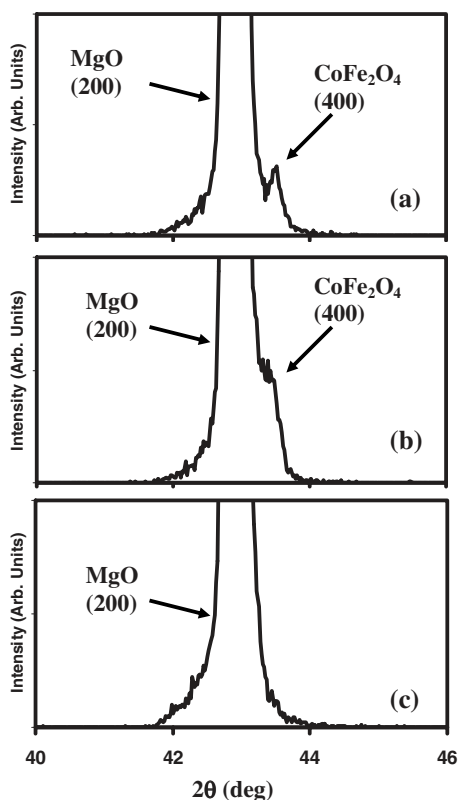 Intensity (Arb. Units)
MgO
(200)
CoFe₂O₄
(400)
(a)
Intensity (Arb. Units)
MgO
(200)
CoFe₂O₄
(400)
(b)
Intensity (Arb. Units)
MgO
(200)
(c)
40 42 44 46
2θ (deg)